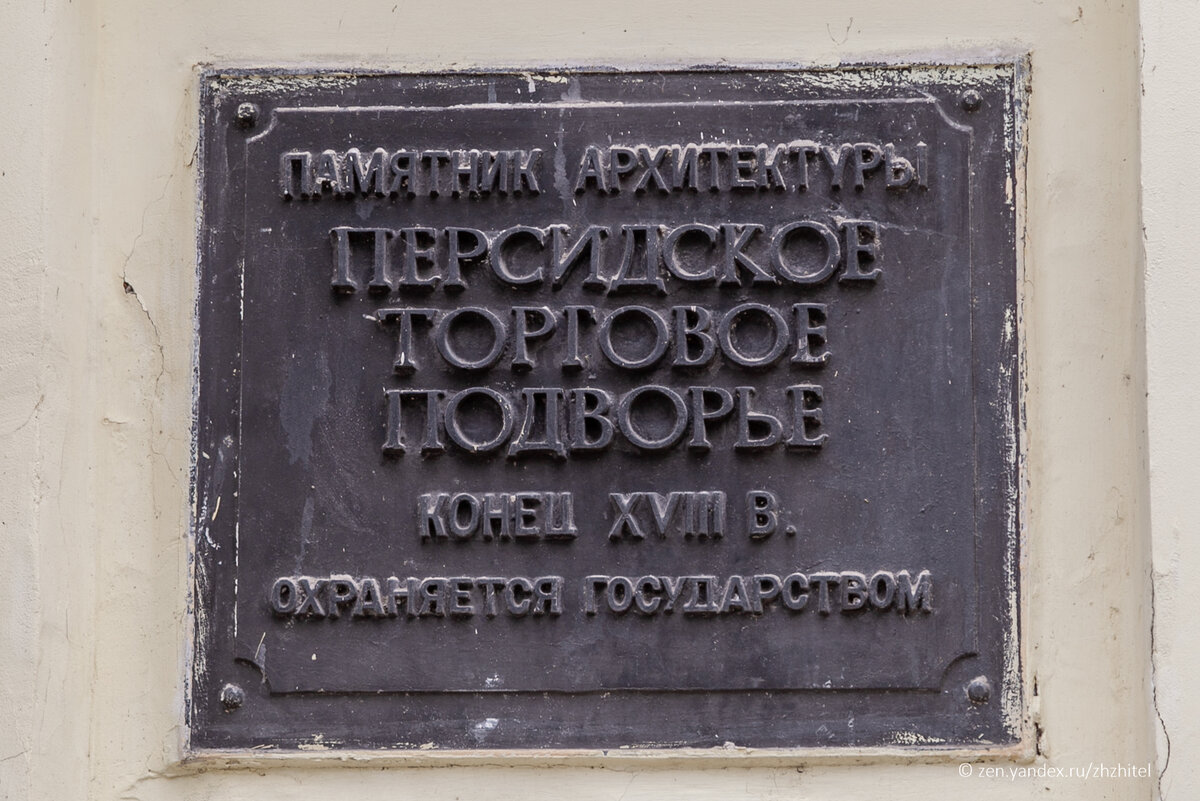 ПАМЯТНИК АРХИТЕКТУРЫ
ПЕРСИДСКОЕ
ТОРГОВОЕ
ПОДВОРЬЕ
КОНЕЦ XVIII В.
ОХРАНЯЕТСЯ ГОСУДАРСТВОМ
© zen.yandex.ru/zhzhitel